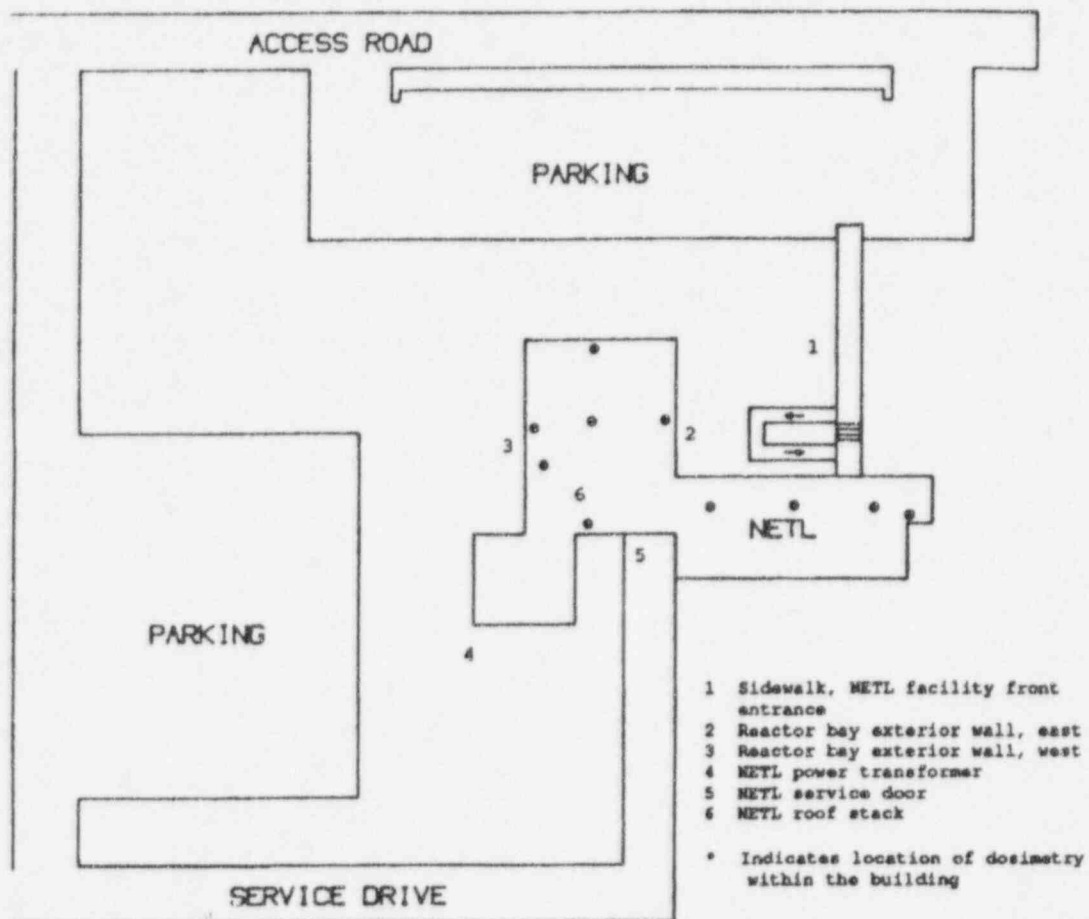 ACCESS ROAD
PARKING
1
3
2
6
NETL
5
PARKING
4
1 Sidewalk, NETL facility front
entrance
2 Reactor bay exterior wall, east
3 Reactor bay exterior wall, west
4 NETL power transformer
5 NETL service door
6 NETL roof stack
• Indicates location of dosimetry
within the building
SERVICE DRIVE